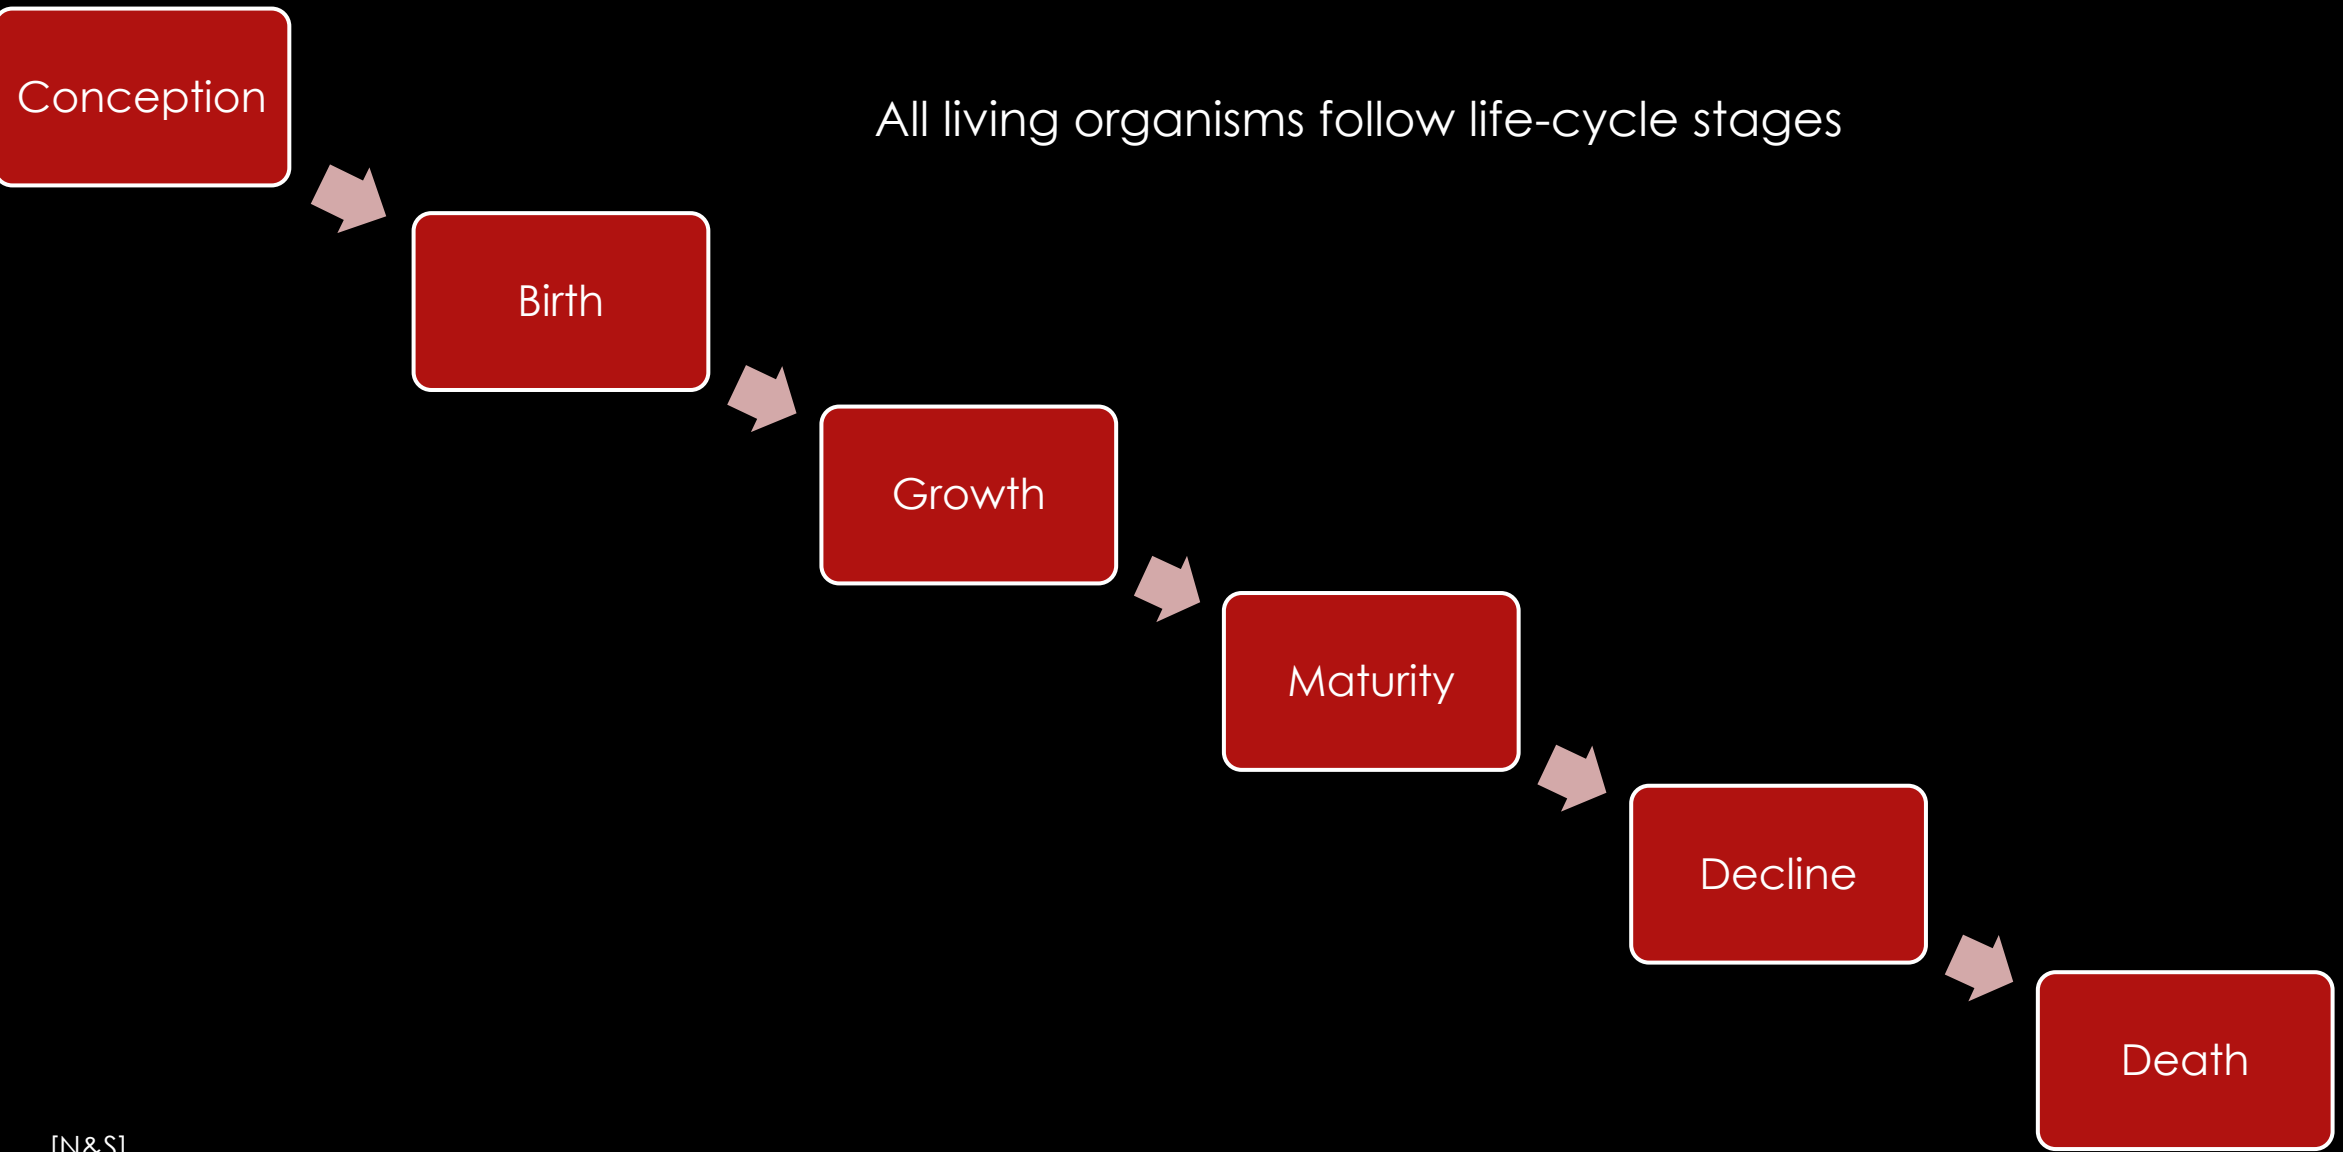 Conception
All living organisms follow life-cycle stages
Birth
Growth
Maturity
Decline
Death
[N&S]